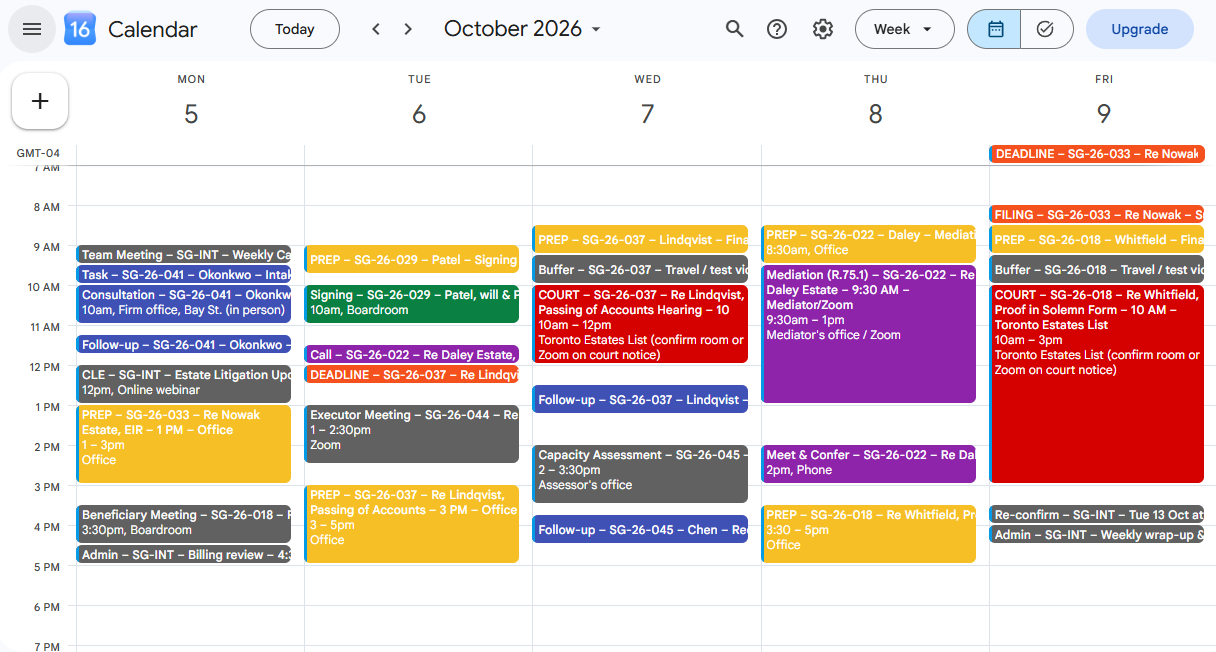 16 Calendar
Today
October 2026
Week
Upgrade
MON
5
TUE
6
WED
7
THU
8
FRI
9
GMT-04
DEADLINE – SG-26-033 – Re Nowak
7 AM
8 AM
9 AM
10 AM
11 AM
12 PM
1 PM
2 PM
3 PM
4 PM
5 PM
6 PM
7 PM
Team Meeting – SG-INT – Weekly Ca
Task – SG-26-041 – Okonkwo – Intak
Consultation – SG-26-041 – Okonkw
10am, Firm office, Bay St. (in person)
Follow-up – SG-26-041 – Okonkwo –
CLE – SG-INT – Estate Litigation Upd
12pm, Online webinar
PREP – SG-26-033 – Re Nowak
Estate, EIR – 1 PM – Office
1 – 3pm
Office
Beneficiary Meeting – SG-26-018 –
3:30pm, Boardroom
Admin – SG-INT – Billing review – 4:3
PREP – SG-26-029 – Patel – Signing
Signing – SG-26-029 – Patel, will & P
10am, Boardroom
Call – SG-26-022 – Re Daley Estate,
DEADLINE – SG-26-037 – Re Lindqvi
Executor Meeting – SG-26-044 – Re
1 – 2:30pm
Zoom
PREP – SG-26-037 – Re Lindqvist,
Passing of Accounts – 3 PM – Office
3 – 5pm
Office
PREP – SG-26-037 – Lindqvist – Fina
Buffer – SG-26-037 – Travel / test vid
COURT – SG-26-037 – Re Lindqvist,
Passing of Accounts Hearing – 10
10am – 12pm
Toronto Estates List (confirm room or
Zoom on court notice)
Follow-up – SG-26-037 – Lindqvist –
Capacity Assessment – SG-26-045 –
2 – 3:30pm
Assessor's office
Follow-up – SG-26-045 – Chen – Re
PREP – SG-26-022 – Daley – Mediati
8:30am, Office
Mediation (R.75.1) – SG-26-022 – Re
Daley Estate – 9:30 AM –
Mediator/Zoom
9:30am – 1pm
Mediator's office / Zoom
Meet & Confer – SG-26-022 – Re Da
2pm, Phone
PREP – SG-26-018 – Re Whitfield, Pr
3:30 – 5pm
Office
FILING – SG-26-033 – Re Nowak – S
PREP – SG-26-018 – Whitfield – Fina
Buffer – SG-26-018 – Travel / test vid
COURT – SG-26-018 – Re Whitfield,
Proof in Solemn Form – 10 AM –
Toronto Estates List
10am – 3pm
Toronto Estates List (confirm room or
Zoom on court notice)
Re-confirm – SG-INT – Tue 13 Oct at
Admin – SG-INT – Weekly wrap-up &